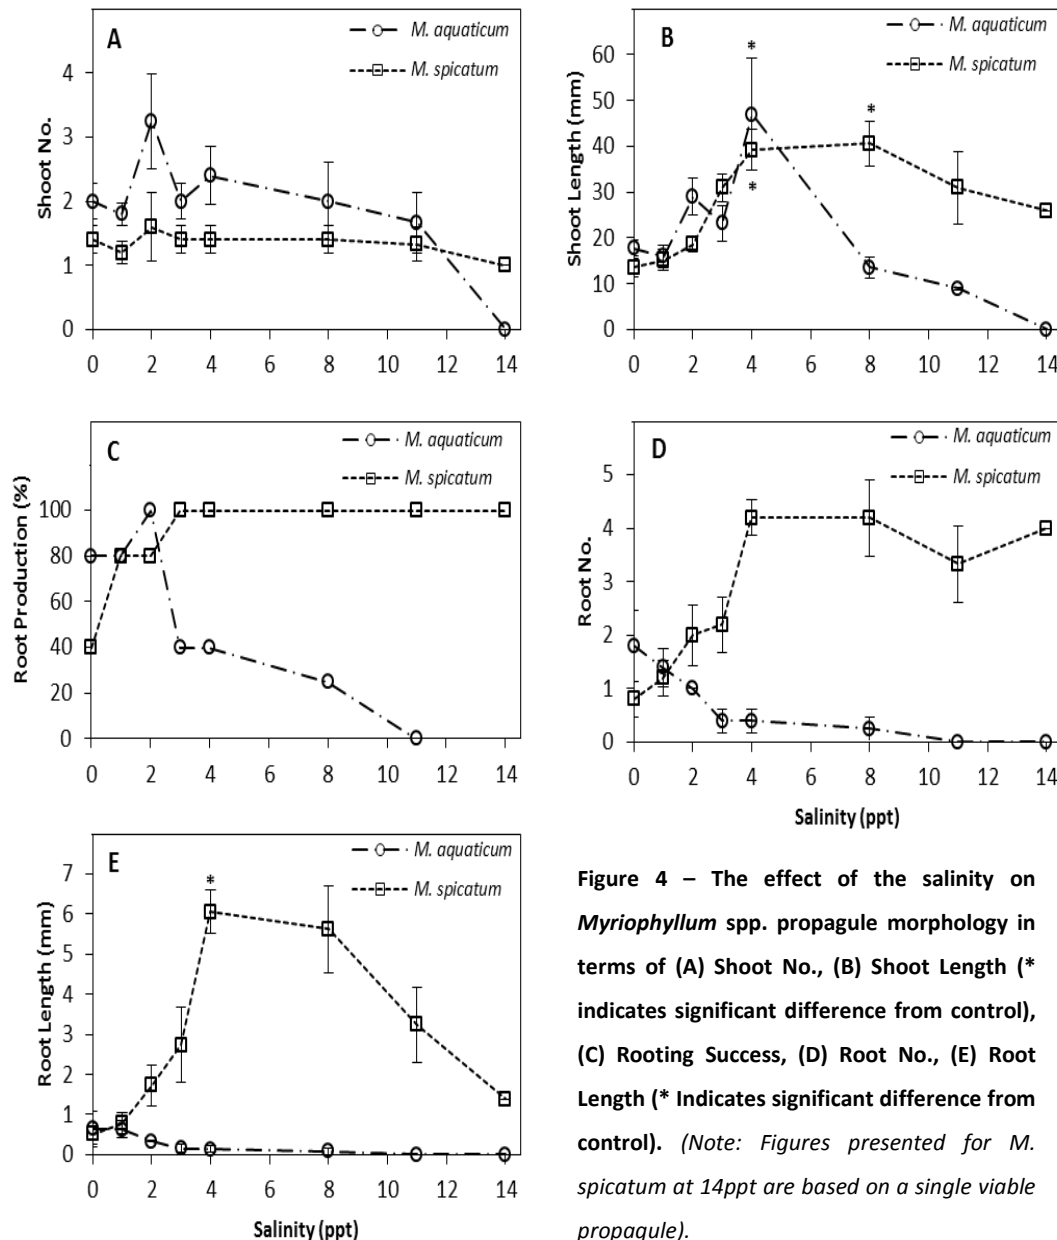 A
M. aquaticum
M. spicatum
Shoot No.
4
3
2
1
0
0 2 4 6 8 10 12 14
B
M. aquaticum
M. spicatum
Shoot Length (mm)
60
50
40
30
20
10
0
* * *
0 2 4 6 8 10 12 14
C
M. aquaticum
M. spicatum
Root Production (%)
100
80
60
40
20
0
0 2 4 6 8 10 12 14
D
M. aquaticum
M. spicatum
Root No.
5
4
3
2
1
0
0 2 4 6 8 10 12 14
Salinity (ppt)
E
M. aquaticum
M. spicatum
Root Length (mm)
7
6
5
4
3
2
1
0
*
0 2 4 6 8 10 12 14
Salinity (ppt)
Figure 4 – The effect of the salinity on
Myriophyllum spp. propagule morphology in
terms of (A) Shoot No., (B) Shoot Length (*
indicates significant difference from control),
(C) Rooting Success, (D) Root No., (E) Root
Length (* Indicates significant difference from
control). (Note: Figures presented for M.
spicatum at 14ppt are based on a single viable
propagule).